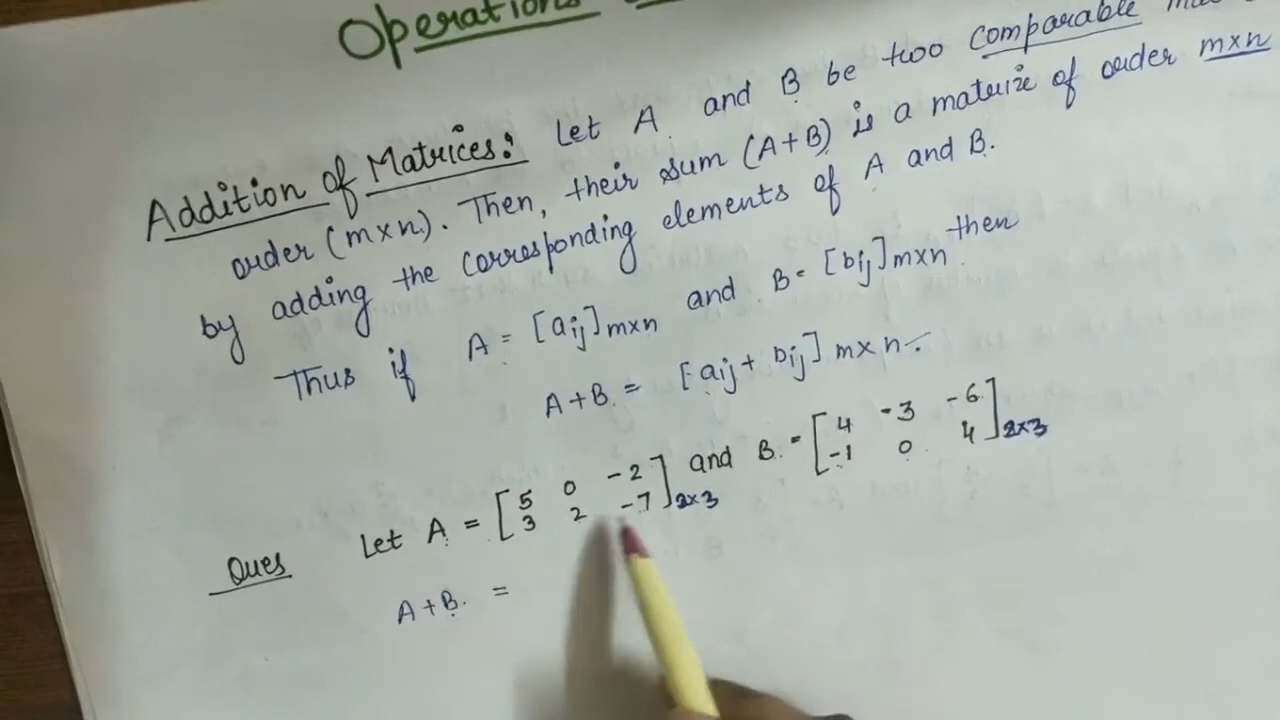 Operations
Addition of Matrices: Let A and B be two comparable
order (m×n). Then, their sum (A+B) is a matrix of order m×n
by adding the corresponding elements of A and B.
Thus if A = [aij]m×n and B = [bij]m×n then
A+B = [aij + bij] m×n.
Ques Let A = [5 0 -2
3 2 -7]2×3 and B = [4 -3 -6
-1 0 4]2×3
A+B =